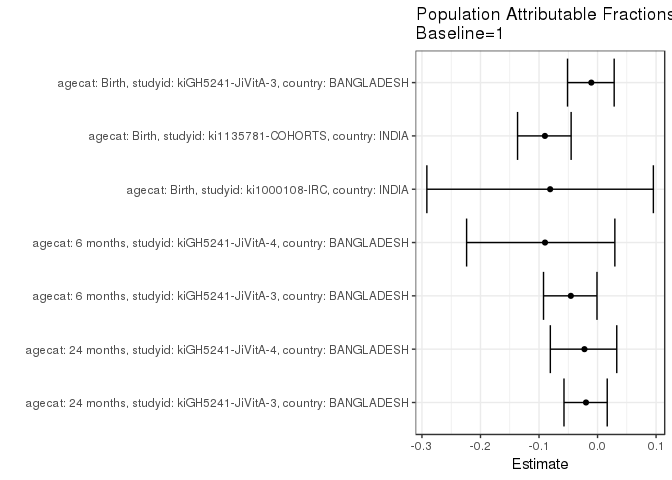 Population Attributable Fractions
Baseline=1
agecat: Birth, studyid: kiGH5241-JiVitA-3, country: BANGLADESH
agecat: Birth, studyid: ki1135781-COHORTS, country: INDIA
agecat: Birth, studyid: ki1000108-IRC, country: INDIA
agecat: 6 months, studyid: kiGH5241-JiVitA-4, country: BANGLADESH
agecat: 6 months, studyid: kiGH5241-JiVitA-3, country: BANGLADESH
agecat: 24 months, studyid: kiGH5241-JiVitA-4, country: BANGLADESH
agecat: 24 months, studyid: kiGH5241-JiVitA-3, country: BANGLADESH
-0.3 -0.2 -0.1 0.0 0.1
Estimate